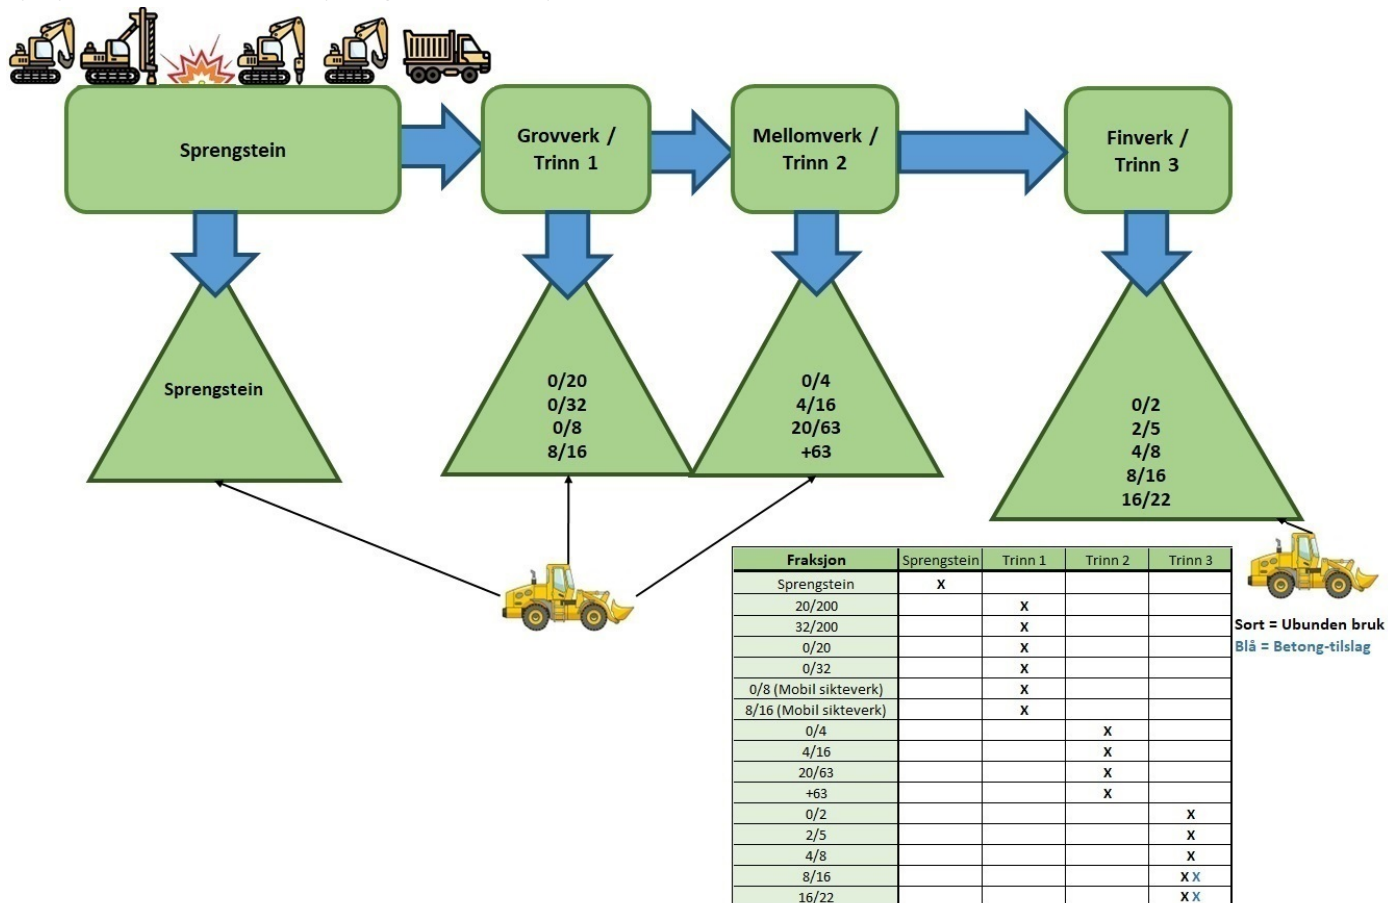 Sprengstein
Grovverk /
Trinn 1
Mellomverk /
Trinn 2
Finverk /
Trinn 3
Sprengstein
0/20
0/32
0/8
8/16
0/4
4/16
20/63
+63
0/2
2/5
4/8
8/16
16/22
Fraksjon Sprengstein Trinn 1 Trinn 2 Trinn 3
Sprengstein X
20/200 X
32/200 X
0/20 X
0/32 X
0/8 (Mobil sikteverk) X
8/16 (Mobil sikteverk) X
0/4 X
4/16 X
20/63 X
+63 X
0/2 X
2/5 X
4/8 X
8/16 X X
16/22 X X
Sort = Ubunden bruk
Blå = Betong-tilslag